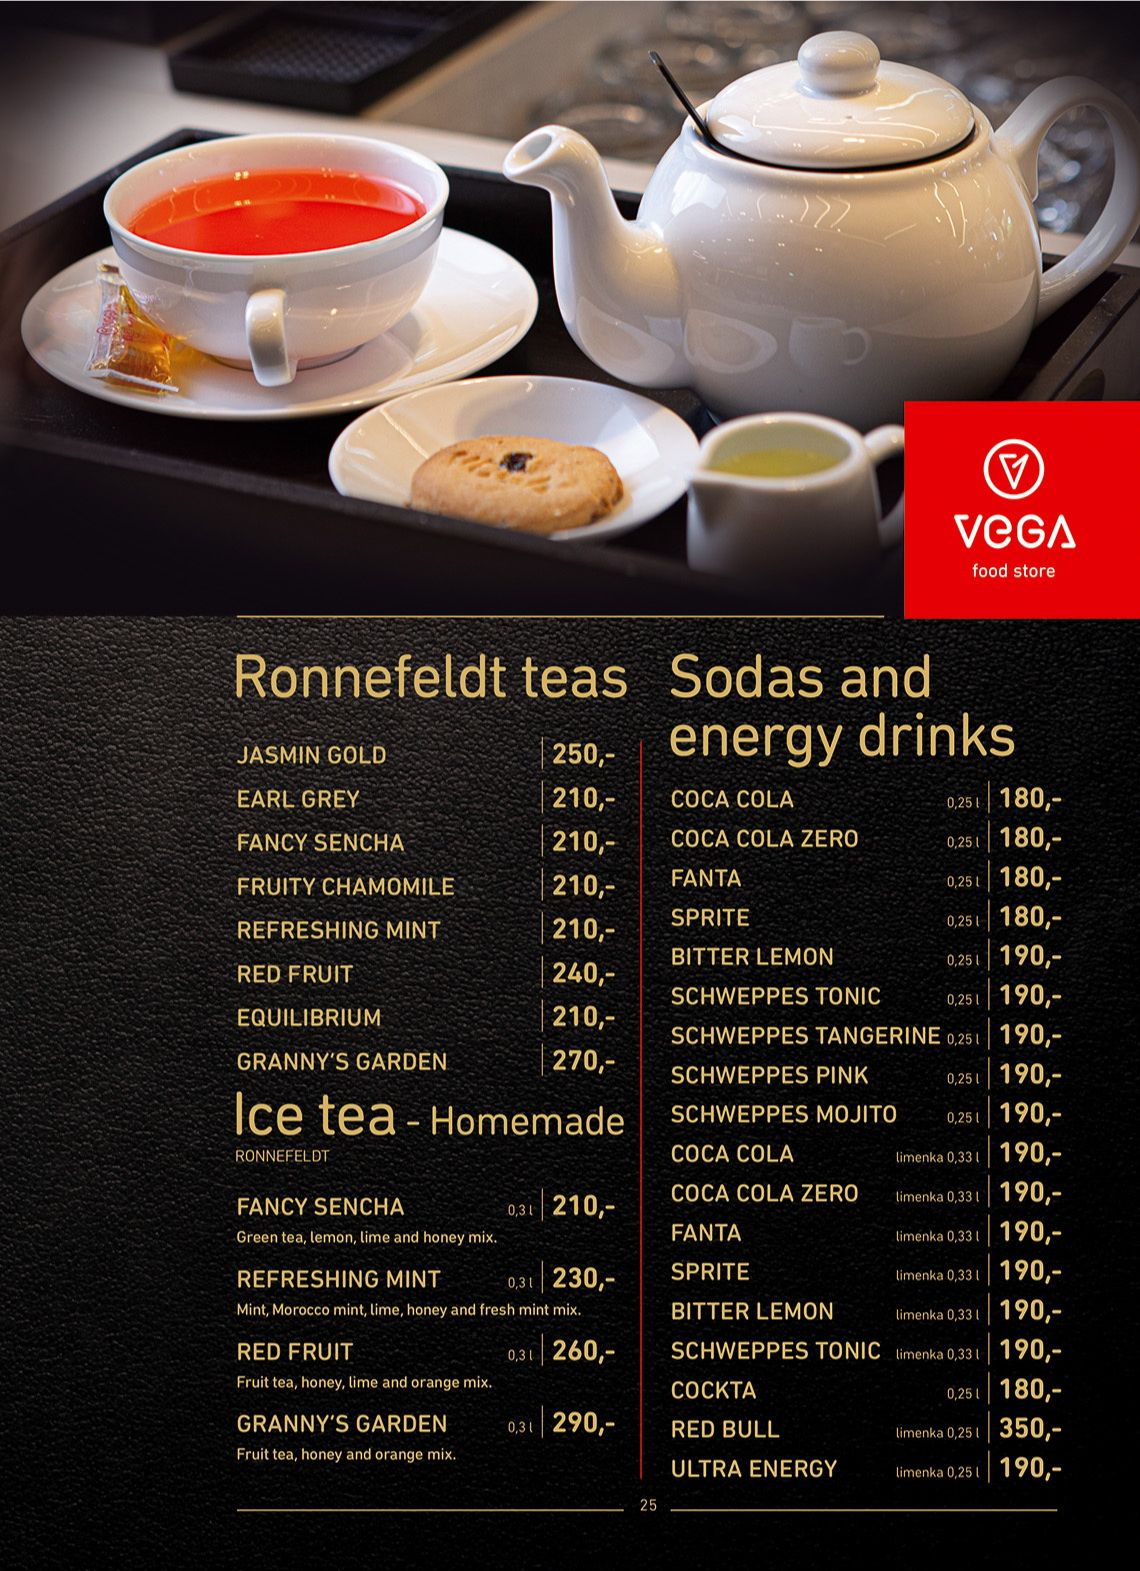 VEGA
food store
Ronnefeldt teas
JASMIN GOLD 250,-
EARL GREY 210,-
FANCY SENCHA 210,-
FRUITY CHAMOMILE 210,-
REFRESHING MINT 210,-
RED FRUIT 240,-
EQUILIBRIUM 210,-
GRANNY'S GARDEN 270,-
Ice tea - Homemade
RONNEFELDT
FANCY SENCHA 0,3 l 210,-
Green tea, lemon, lime and honey mix.
REFRESHING MINT 0,3 l 230,-
Mint, Morocco mint, lime, honey and fresh mint mix.
RED FRUIT 0,3 l 260,-
Fruit tea, honey, lime and orange mix.
GRANNY'S GARDEN 0,3 l 290,-
Fruit tea, honey and orange mix.
Sodas and
energy drinks
COCA COLA 0,25 l 180,-
COCA COLA ZERO 0,25 l 180,-
FANTA 0,25 l 180,-
SPRITE 0,25 l 180,-
BITTER LEMON 0,25 l 190,-
SCHWEPPES TONIC 0,25 l 190,-
SCHWEPPES TANGERINE 0,25 l 190,-
SCHWEPPES PINK 0,25 l 190,-
SCHWEPPES MOJITO 0,25 l 190,-
COCA COLA limenka 0,33 l 190,-
COCA COLA ZERO limenka 0,33 l 190,-
FANTA limenka 0,33 l 190,-
SPRITE limenka 0,33 l 190,-
BITTER LEMON limenka 0,33 l 190,-
SCHWEPPES TONIC limenka 0,33 l 190,-
COCKTA 0,25 l 180,-
RED BULL limenka 0,25 l 350,-
ULTRA ENERGY limenka 0,25 l 190,-
25